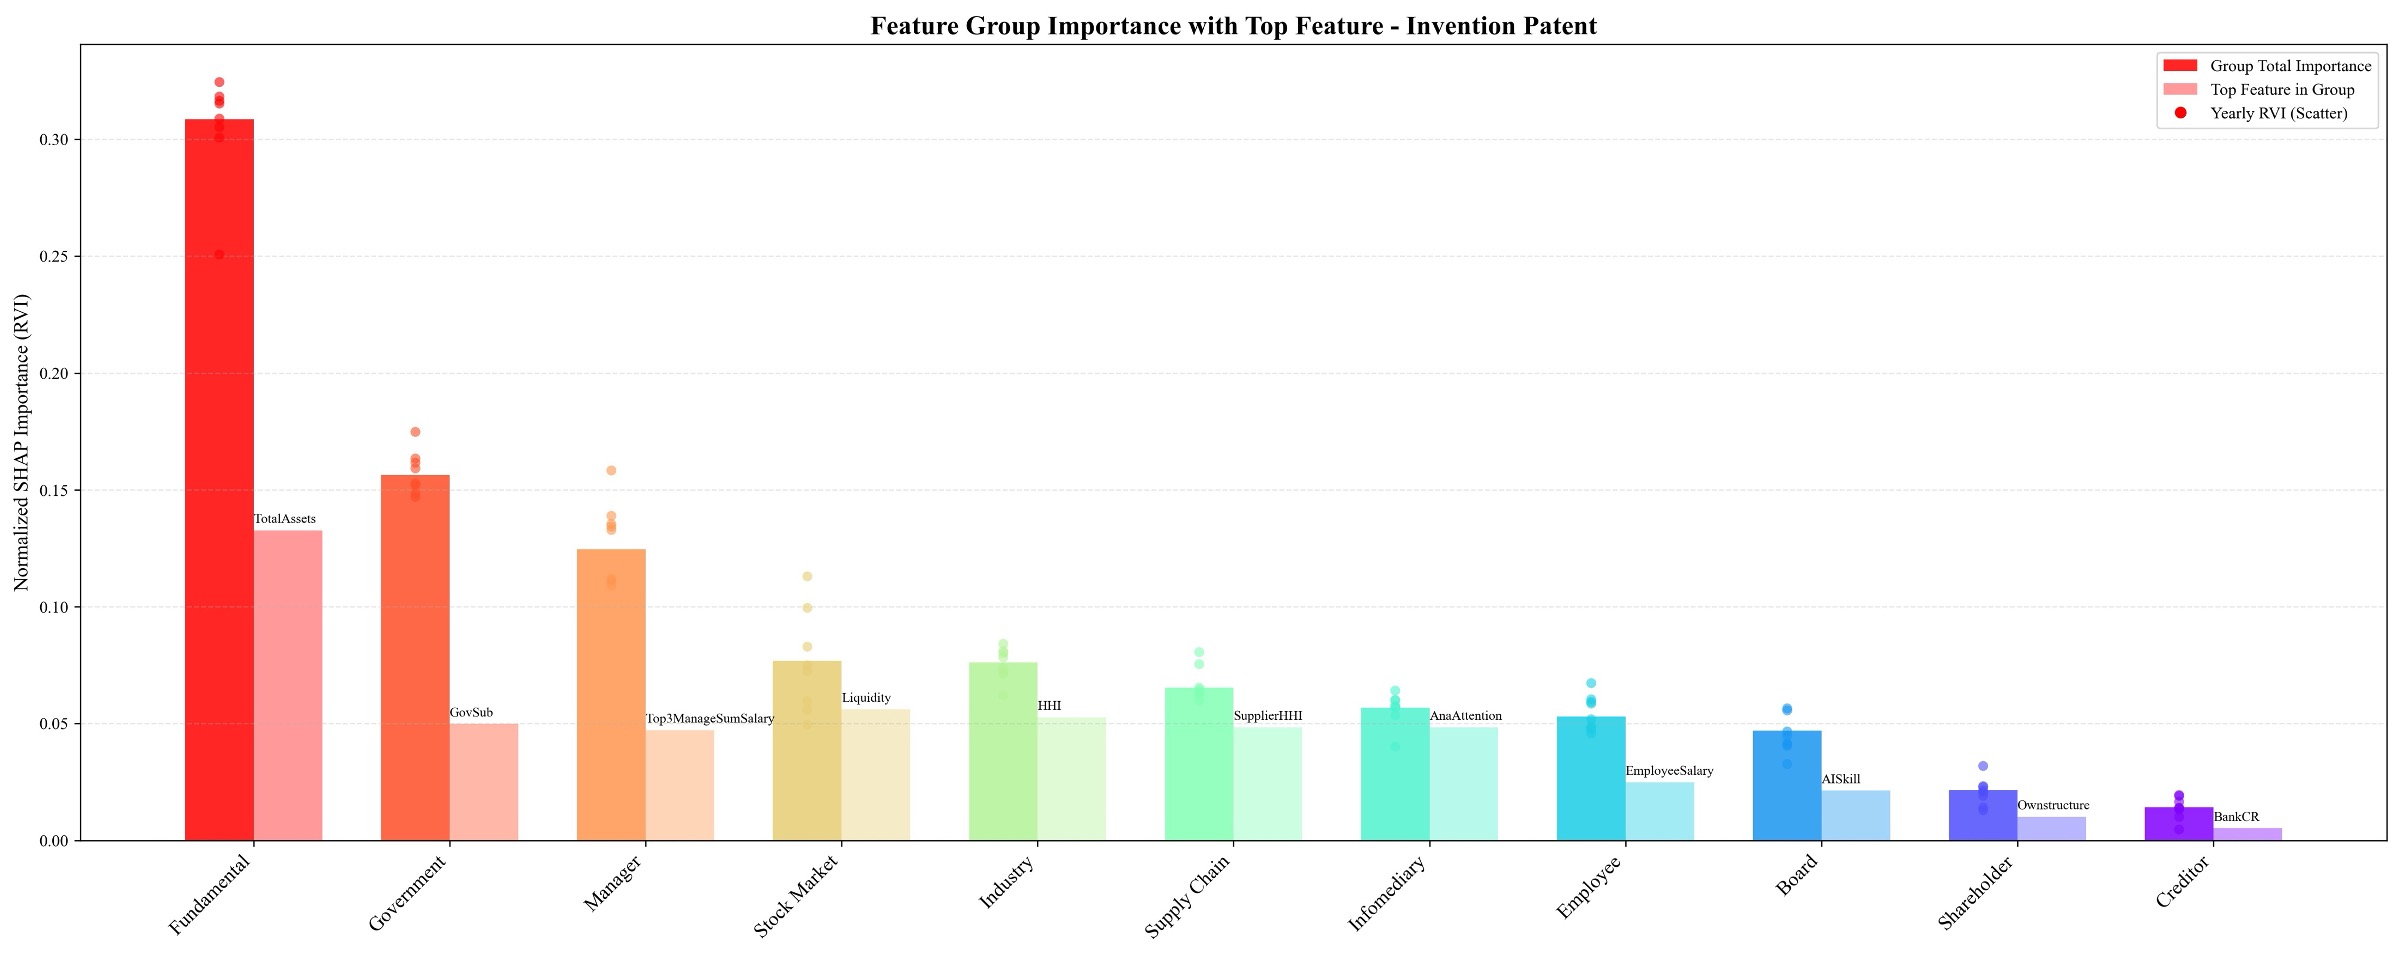 Feature Group Importance with Top Feature - Invention Patent
Group Total Importance
Top Feature in Group
Yearly RVI (Scatter)
Normalized SHAP Importance (RVI)
0.30
0.25
0.20
0.15
0.10
0.05
0.00
TotalAssets
GovSub
Top3ManageSumSalary
Liquidity
HHI
SupplierHHI
AnaAttention
EmployeeSalary
AISkill
Ownstructure
BankCR
Fundamental
Government
Manager
Stock Market
Industry
Supply Chain
Infomediary
Employee
Board
Shareholder
Creditor